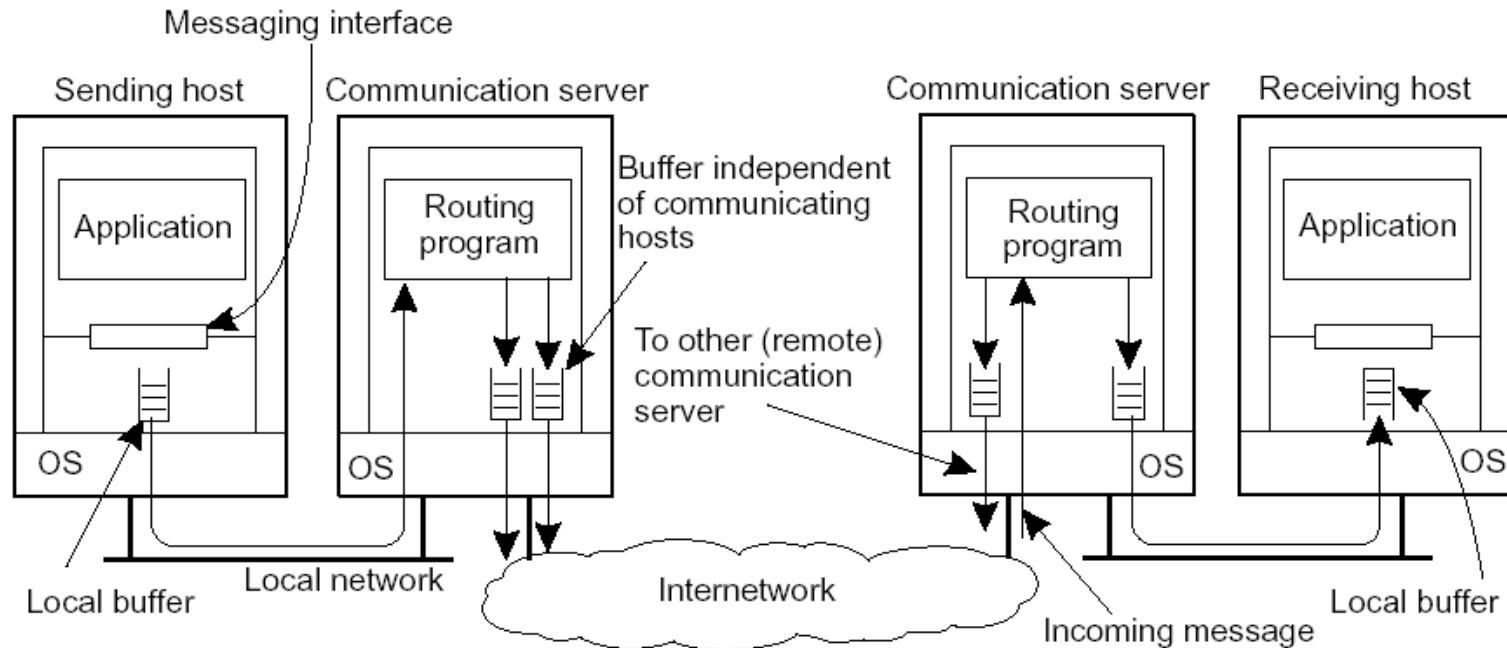 Messaging interface
Sending host
Communication server
Communication server
Receiving host
Application
Routing
program
Buffer independent
of communicating
hosts
Routing
program
Application
To other (remote)
communication
server
OS
OS
OS
OS
Local network
Internetwork
Local buffer
Incoming message
Local buffer